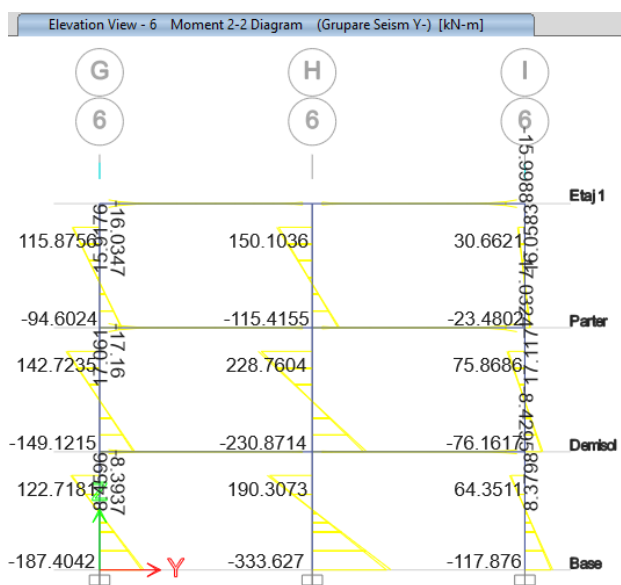 Elevation View - 6 Moment 2-2 Diagram (Grupare Seism Y-) [kN-m]
G H I
6 6 6
Etaj 1
115.8756 -16.0347 150.1036 30.6621
-94.6024 -115.4155 -23.4802 Parter
142.7235 -17.16 228.7604 75.8686
-149.1215 -230.8714 -76.1617 Demisol
122.7181 -8.3937 190.3073 64.3511
-187.4042 Y -333.627 -117.876 Base